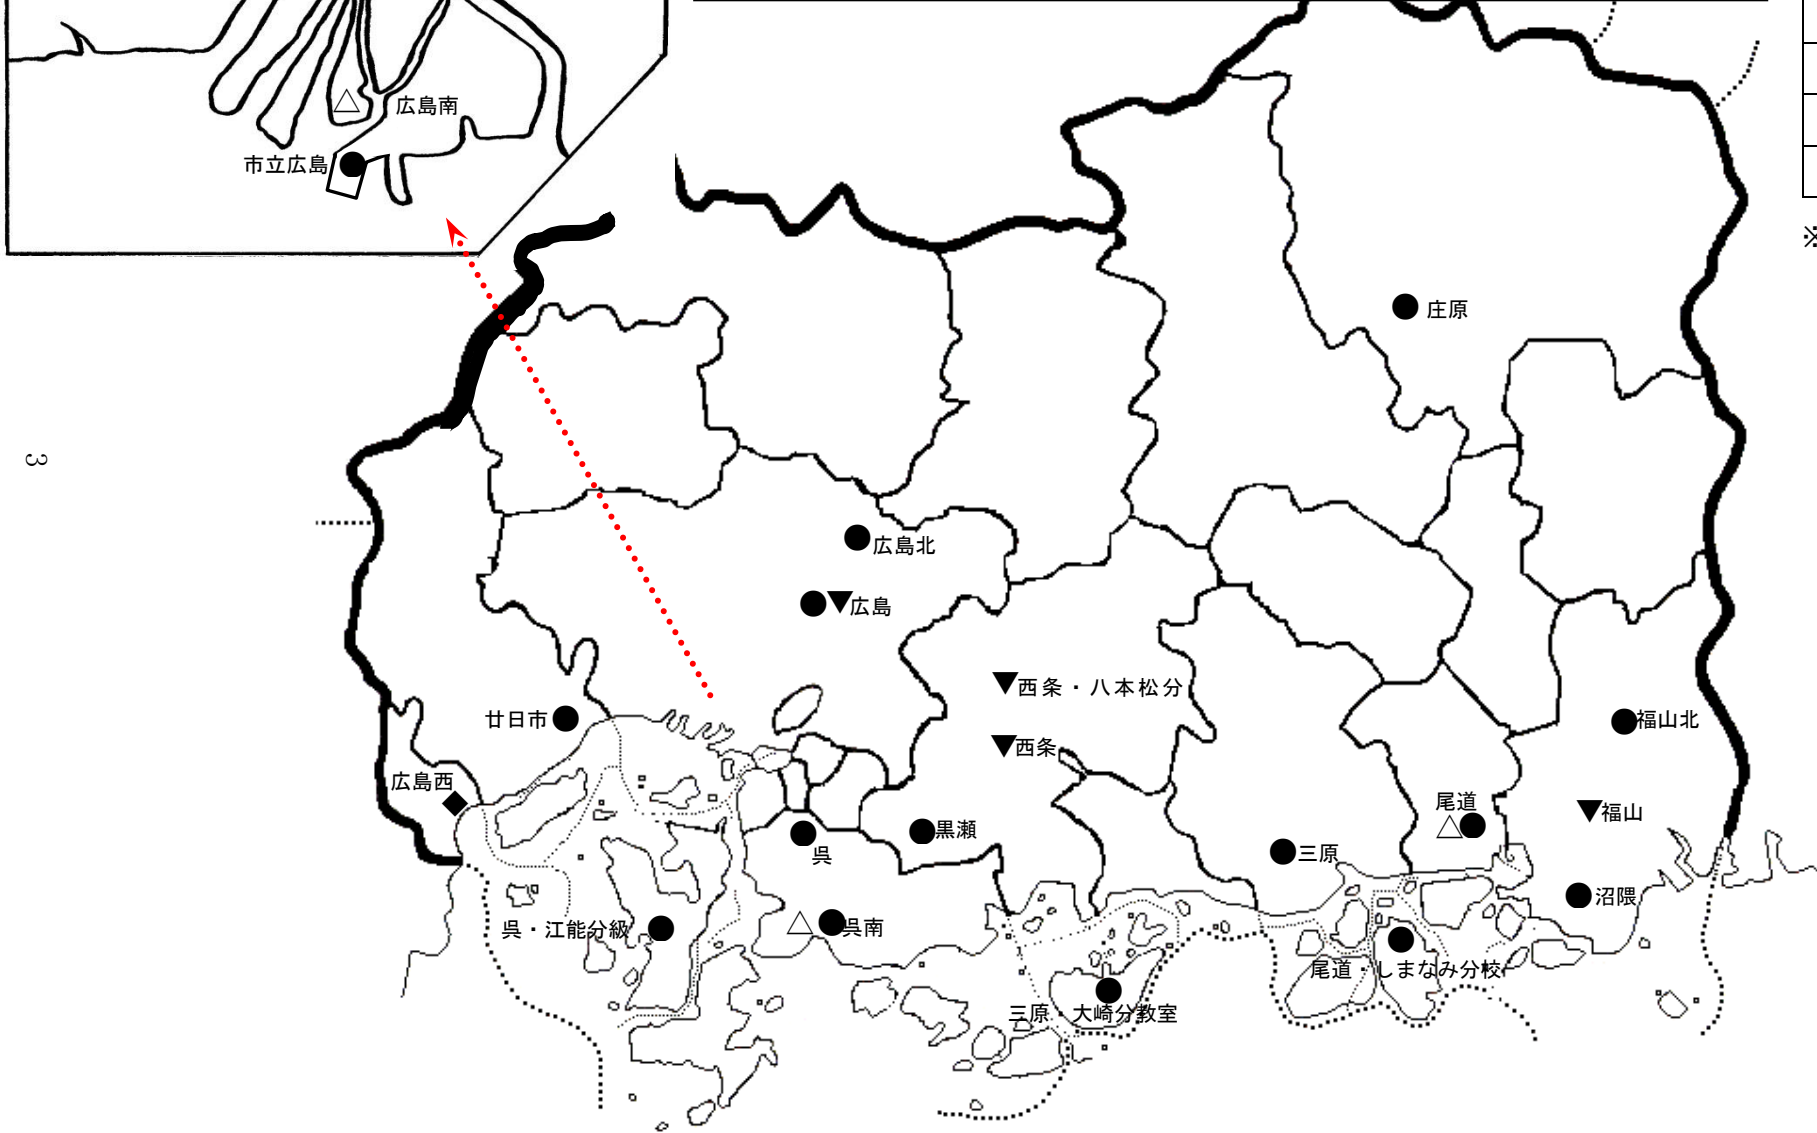 広島南
市立広島
※
庄原
3
広島北
広島
西条・八本松分
西条
廿日市
福山北
広島西
尾道
福山
黒瀬
呉
三原
沼隈
呉・江能分級
呉南
尾道・しまなみ分校
三原・大崎分教室